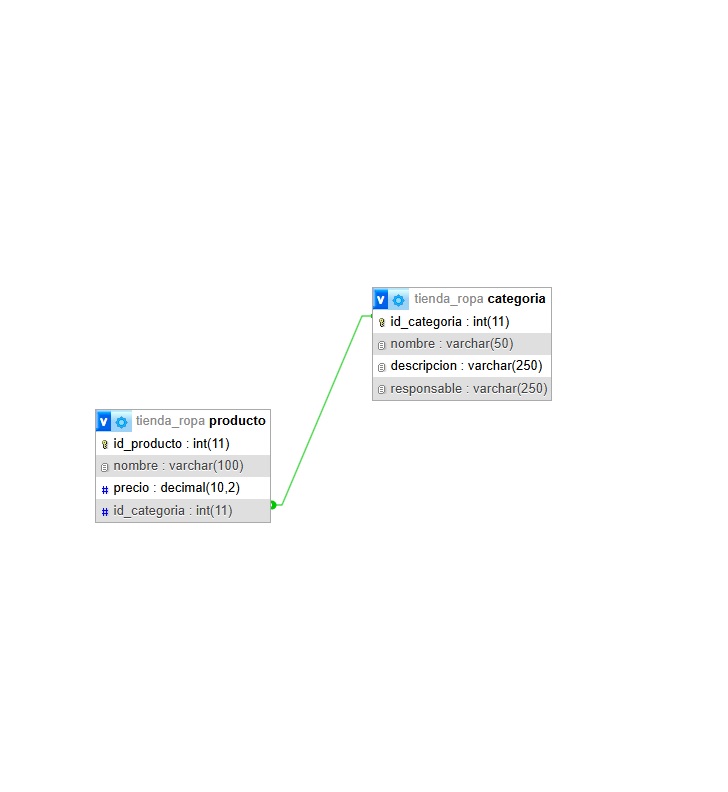 v tienda_ropa categoria
id_categoria : int(11)
nombre : varchar(50)
descripcion : varchar(250)
responsable : varchar(250)
v tienda_ropa producto
id_producto : int(11)
nombre : varchar(100)
# precio : decimal(10,2)
# id_categoria : int(11)